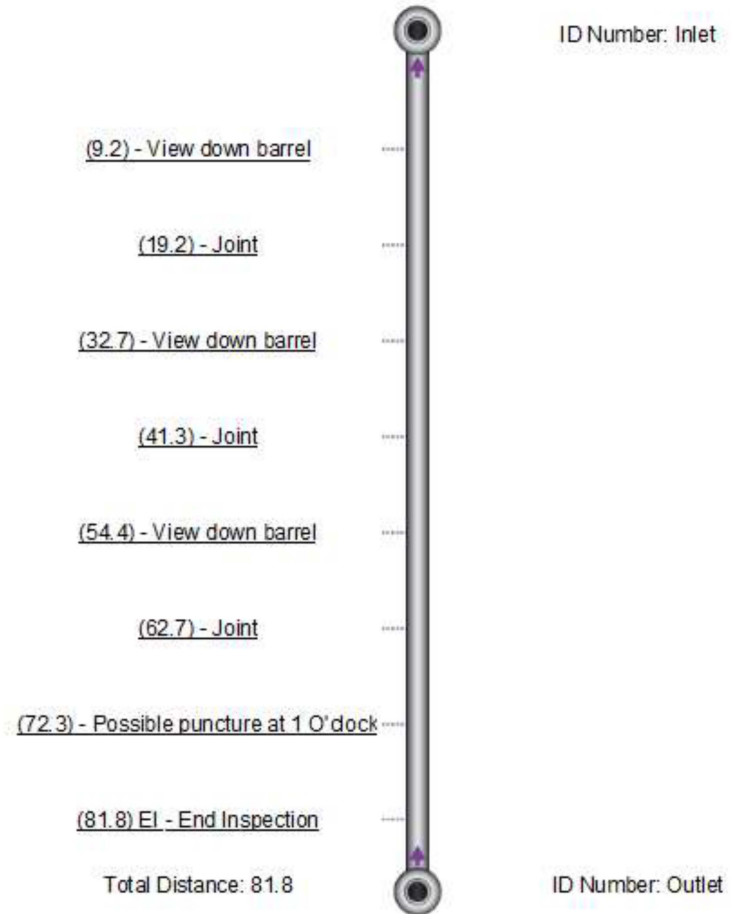 ID Number: Inlet
(9.2) - View down barrel
(19.2) - Joint
(32.7) - View down barrel
(41.3) - Joint
(54.4) - View down barrel
(62.7) - Joint
(72.3) - Possible puncture at 1 O'clock
(81.8) EI - End Inspection
Total Distance: 81.8
ID Number: Outlet